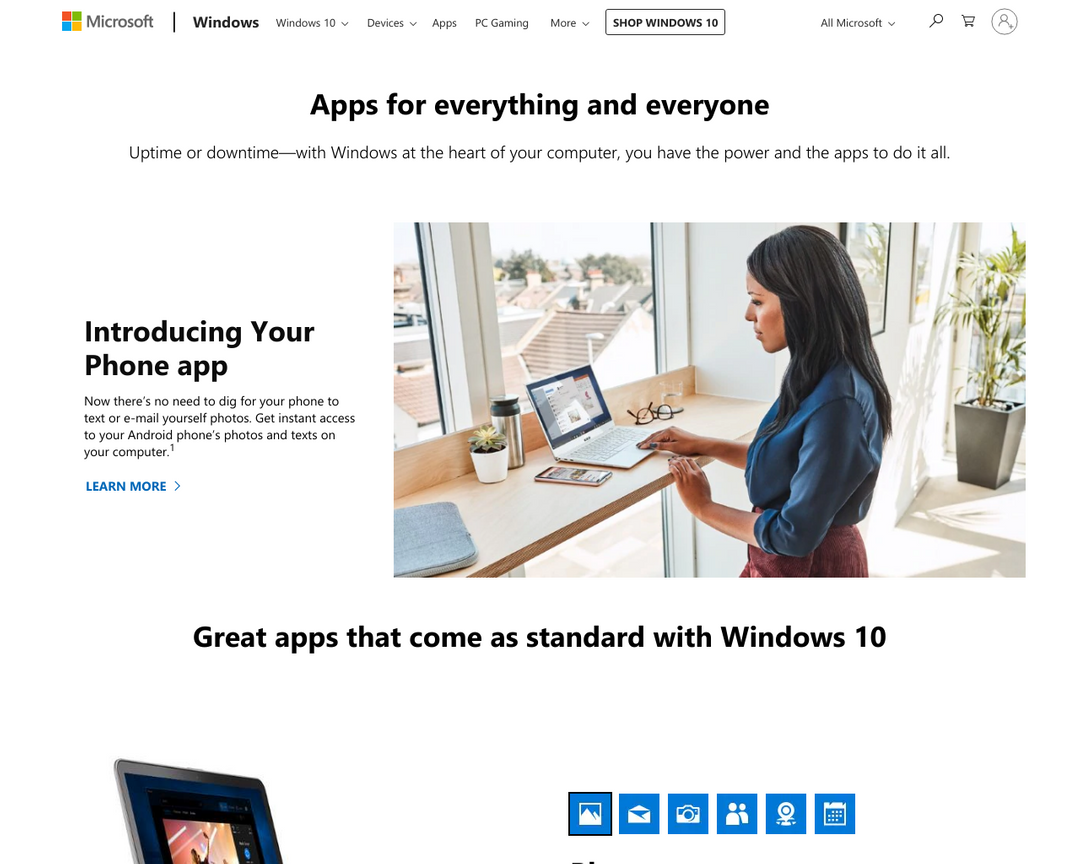 Microsoft
Windows
Windows 10
Devices
Apps
PC Gaming
More
SHOP WINDOWS 10
All Microsoft
Apps for everything and everyone
Uptime or downtime—with Windows at the heart of your computer, you have the power and the apps to do it all.
Introducing Your
Phone app
Now there’s no need to dig for your phone to
text or e-mail yourself photos. Get instant access
to your Android phone’s photos and texts on
your computer.1
LEARN MORE
Great apps that come as standard with Windows 10